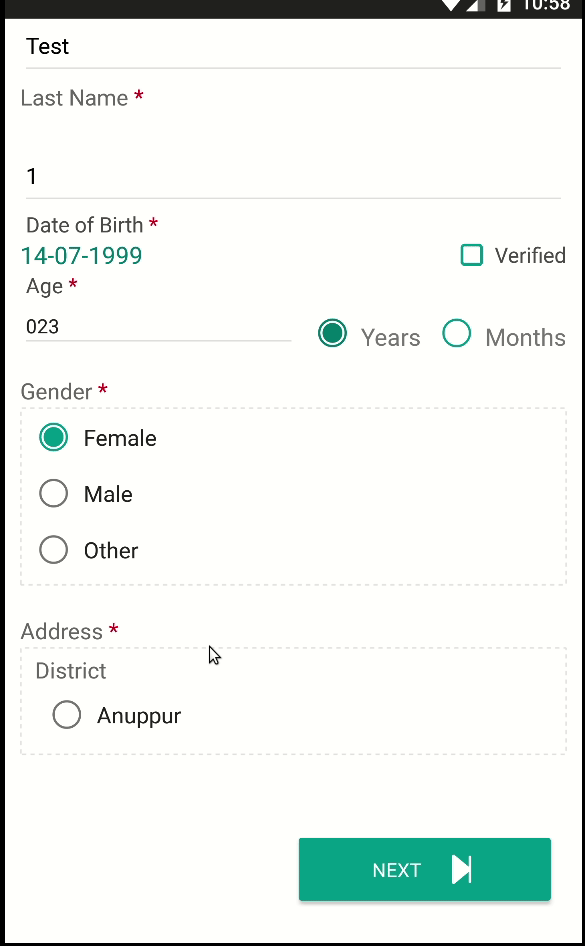 10:58
Test
Last Name *
1
Date of Birth *
14-07-1999
Verified
Age *
023
Years
Months
Gender *
Female
Male
Other
Address *
District
Anuppur
NEXT